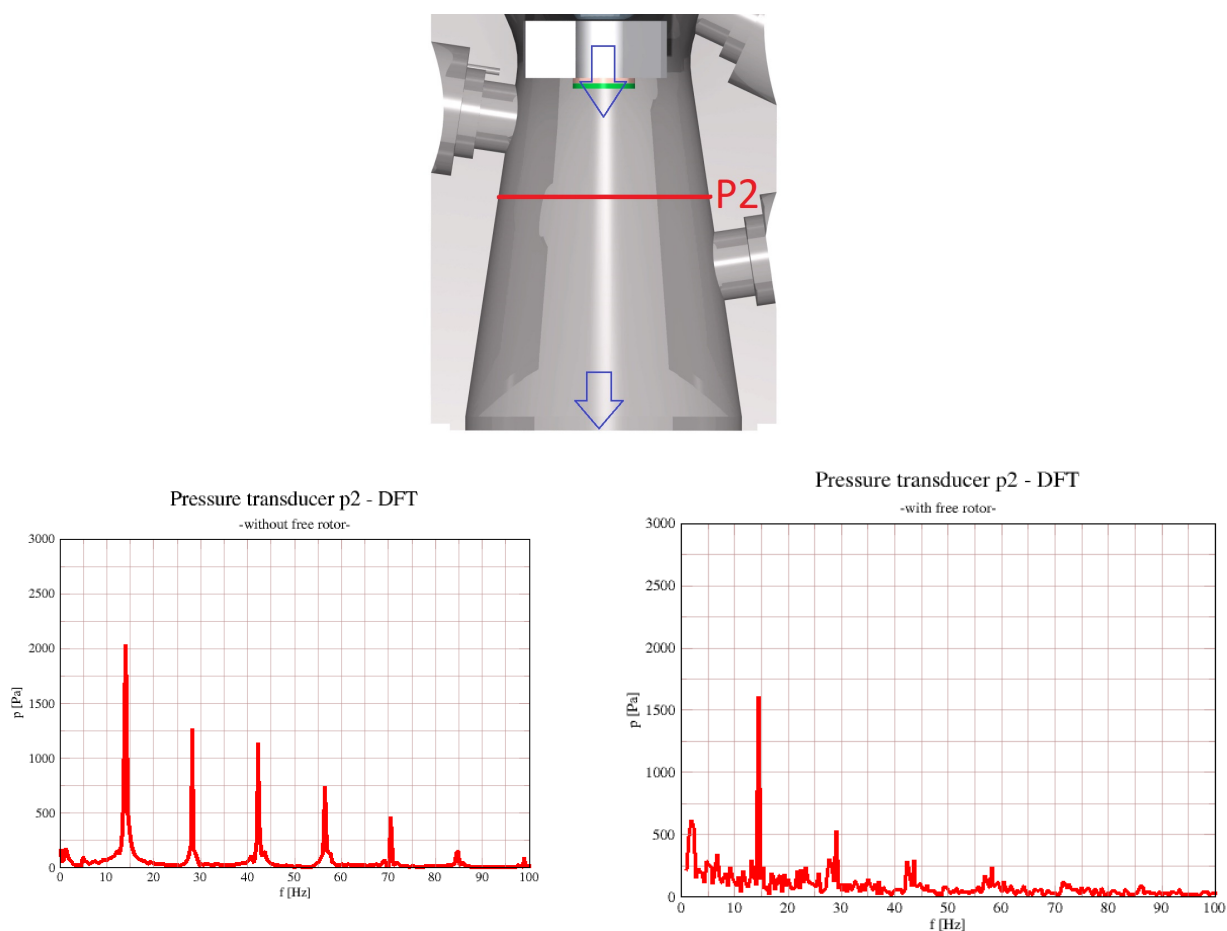 P2
Pressure transducer p2 - DFT
-without free rotor-
3000
2500
2000
1500
1000
500
0
p [Pa]
0 10 20 30 40 50 60 70 80 90 100
f [Hz]
Pressure transducer p2 - DFT
-with free rotor-
3000
2500
2000
1500
1000
500
0
p [Pa]
0 10 20 30 40 50 60 70 80 90 100
f [Hz]